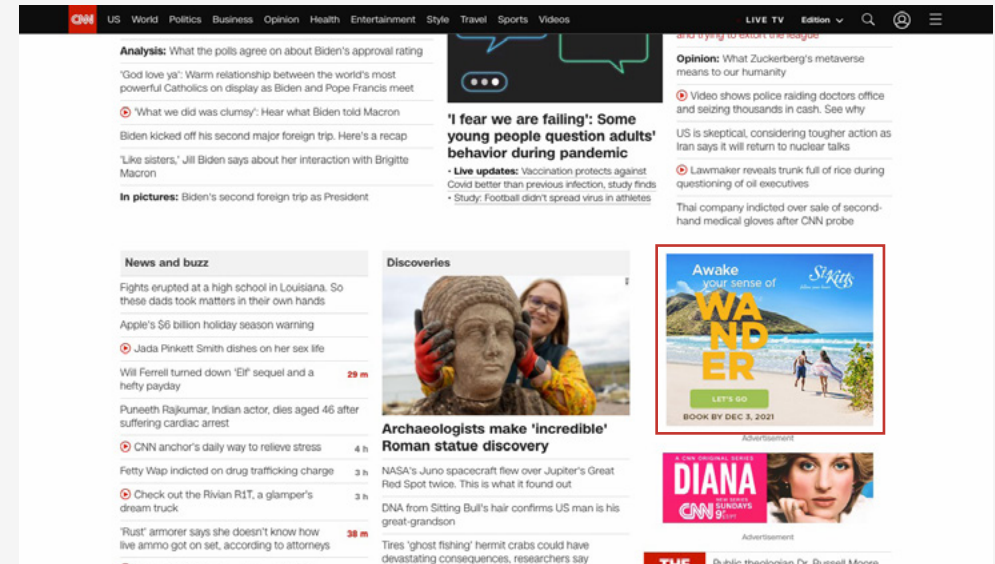 CNN US World Politics Business Opinion Health Entertainment Style Travel Sports Videos LIVE TV Edition
Analysis: What the polls agree on about Biden's approval rating
'God love ya': Warm relationship between the world's most
powerful Catholics on display as Biden and Pope Francis meet
'What we did was clumsy': Hear what Biden told Macron
Biden kicked off his second major foreign trip. Here's a recap
'Like sisters,' Jill Biden says about her interaction with Brigitte
Macron
In pictures: Biden's second foreign trip as President
'I fear we are failing': Some
young people question adults'
behavior during pandemic
• Live updates: Vaccination protects against
Covid better than previous infection, study finds
• Study: Football didn't spread virus in athletes
and trying to extort the league
Opinion: What Zuckerberg's metaverse
means to our humanity
Video shows police raiding doctors office
and seizing thousands in cash. See why
US is skeptical, considering tougher action as
Iran says it will return to nuclear talks
Lawmaker reveals trunk full of rice during
questioning of oil executives
Thai company indicted over sale of second-
hand medical gloves after CNN probe
News and buzz
Fights erupted at a high school in Louisiana. So
these dads took matters in their own hands
Apple's $6 billion holiday season warning
Jada Pinkett Smith dishes on her sex life
Will Ferrell turned down 'Elf' sequel and a 29 m
hefty payday
Puneeth Rajkumar, Indian actor, dies aged 46 after
suffering cardiac arrest
CNN anchor's daily way to relieve stress 4 h
Fetty Wap indicted on drug trafficking charge 3 h
Check out the Rivian R1T, a glamper's 3 h
dream truck
'Rust' armorer says she doesn't know how 38 m
live ammo got on set, according to attorneys
Discoveries
Archaeologists make 'incredible'
Roman statue discovery
NASA's Juno spacecraft flew over Jupiter's Great
Red Spot twice. This is what it found out
DNA from Sitting Bull's hair confirms US man is his
great-grandson
Tires 'ghost fishing' hermit crabs could have
devastating consequences, researchers say
Awake
your sense of
WA
ND
ER
St Kitts
LET'S GO
BOOK BY DEC 3, 2021
Advertisement
A CNN ORIGINAL SERIES
DIANA
NEW SERIES
CNN SUNDAYS
9
Advertisement
THE
Public theologian Dr. Russell Moore